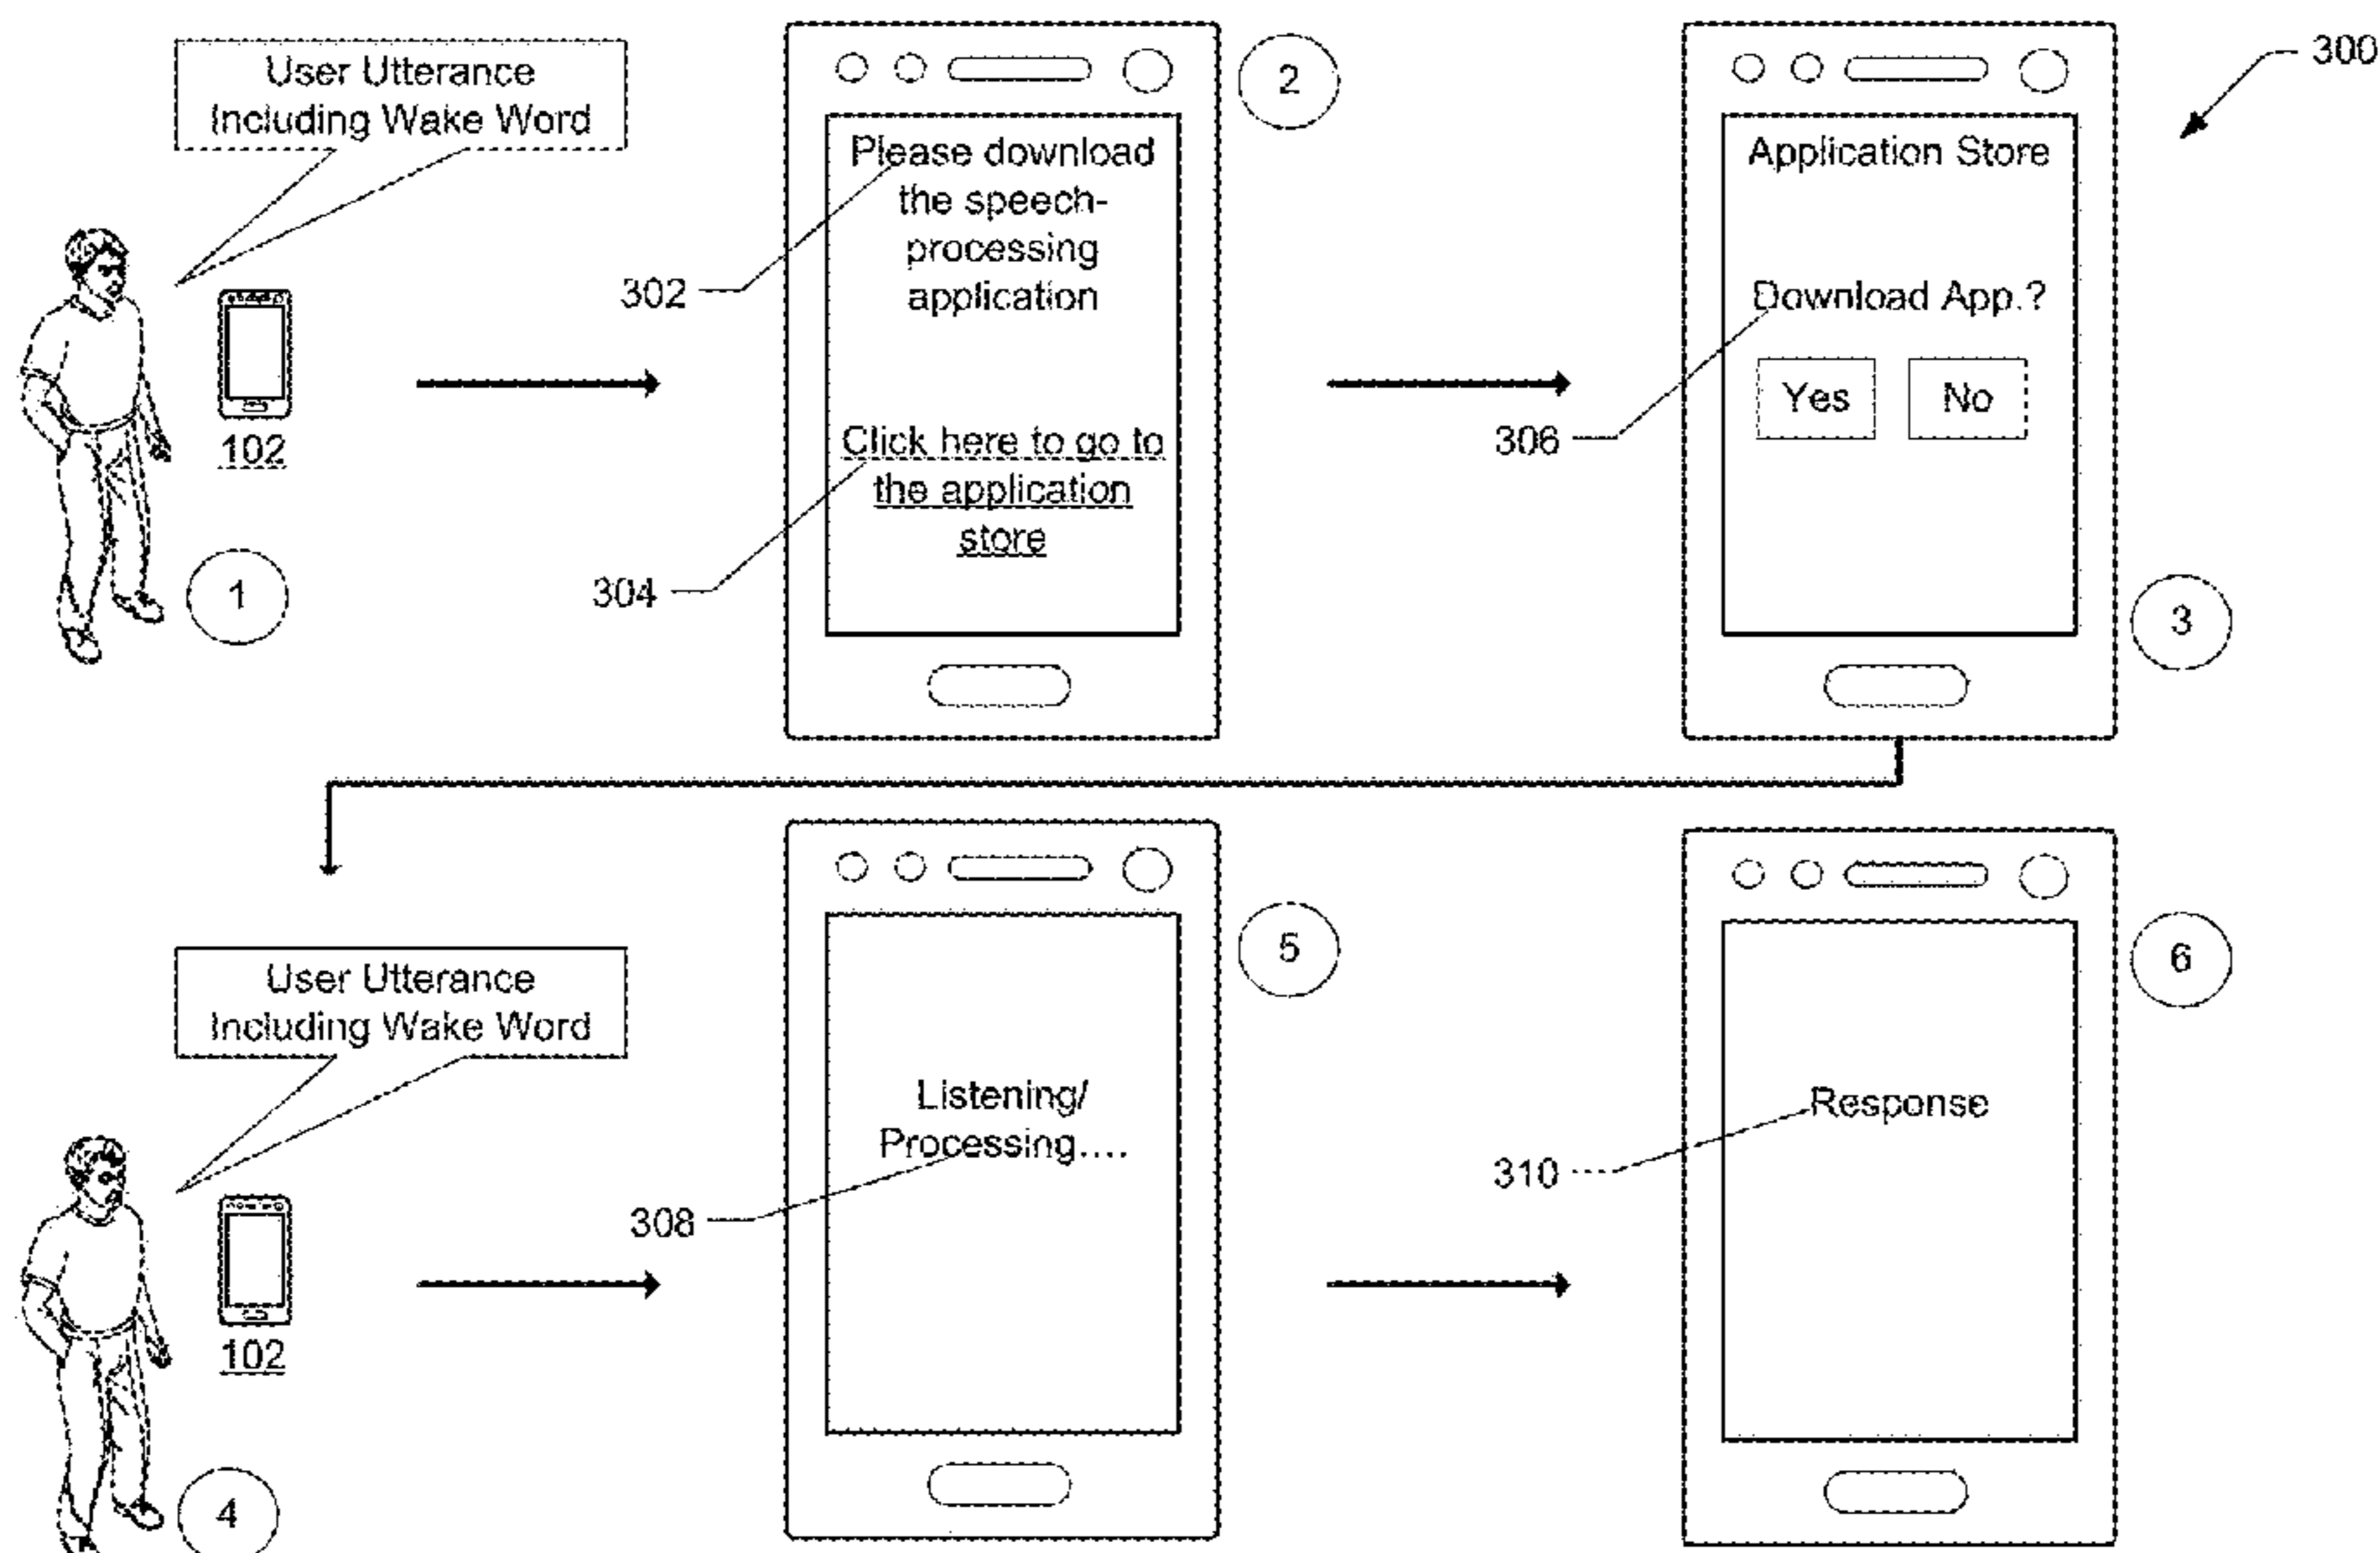 User Utterance
Including Wake Word
102
1
2
Please download
the speech-
processing
application
302
Click here to go to
the application
store
304
300
Application Store
Download App.?
Yes No
306
3
User Utterance
Including Wake Word
102
4
5
Listening/
Processing....
308
6
Response
310